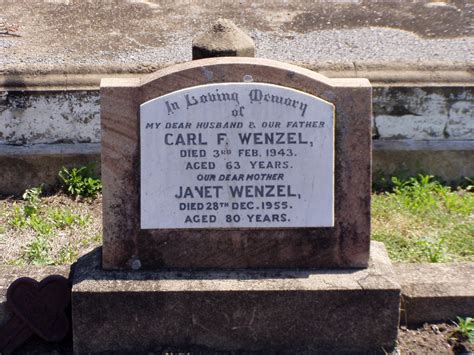 In Loving Memory
of
MY DEAR HUSBAND & OUR FATHER
CARL F. WENZEL,
DIED 3RD FEB. 1943.
AGED 63 YEARS.
OUR DEAR MOTHER
JANET WENZEL,
DIED 28TH DEC. 1955.
AGED 80 YEARS.